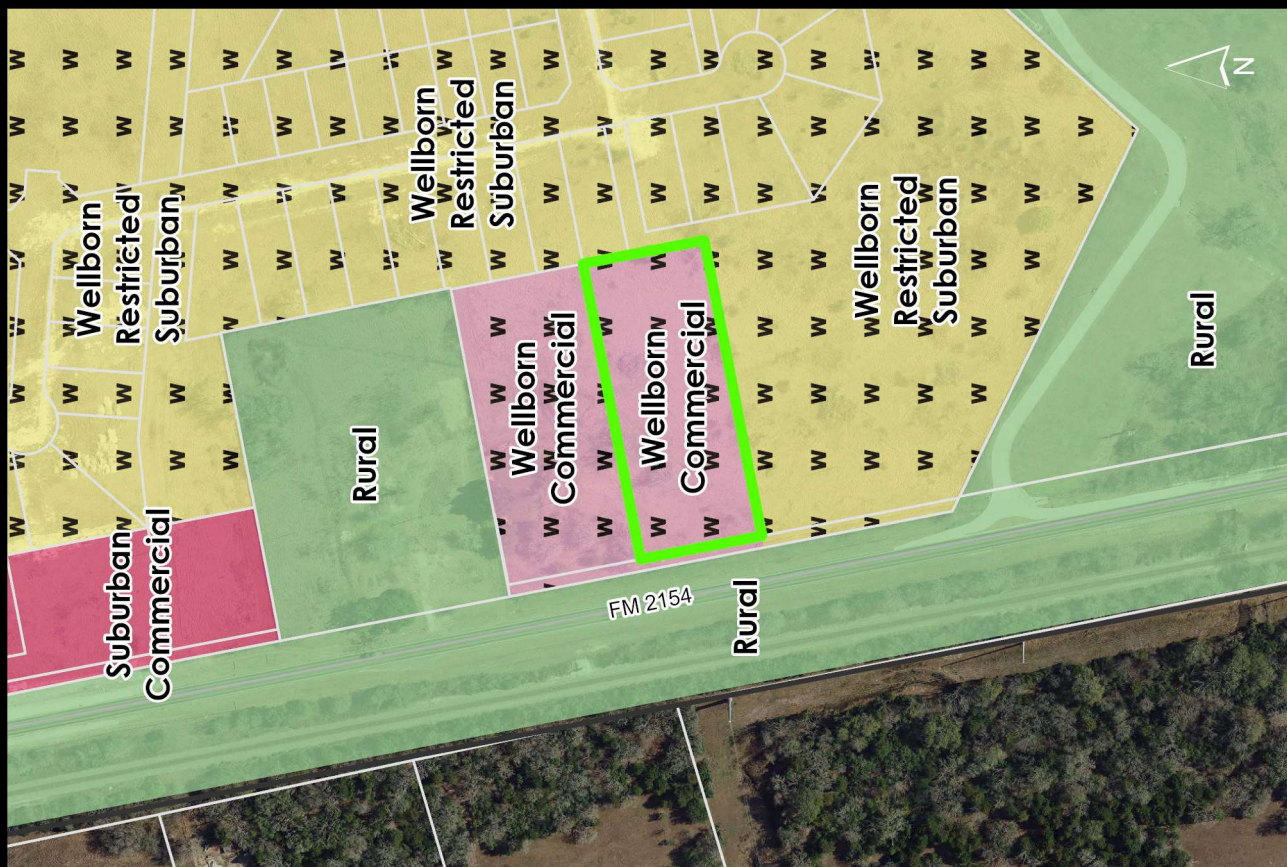 Wellborn
Restricted
Suburban
Wellborn
Restricted
Suburban
Wellborn
Restricted
Suburban
Suburban
Commercial
Rural
Wellborn
Commercial
Wellborn
Commercial
Rural
Rural
FM 2154
N
W W W W W W W W W W W W W W W W W W W W
W W W W W W W W W W W W W W W W W W W W W
W W W W W W W W W W W W W W W W W W W W W
W W W W W W W W W W W W W W W W
W W W W W W W W W W W W W W
W W W W W W W W W W W W W
W W W W W W W W W W W W W
W W W W W W W W W W